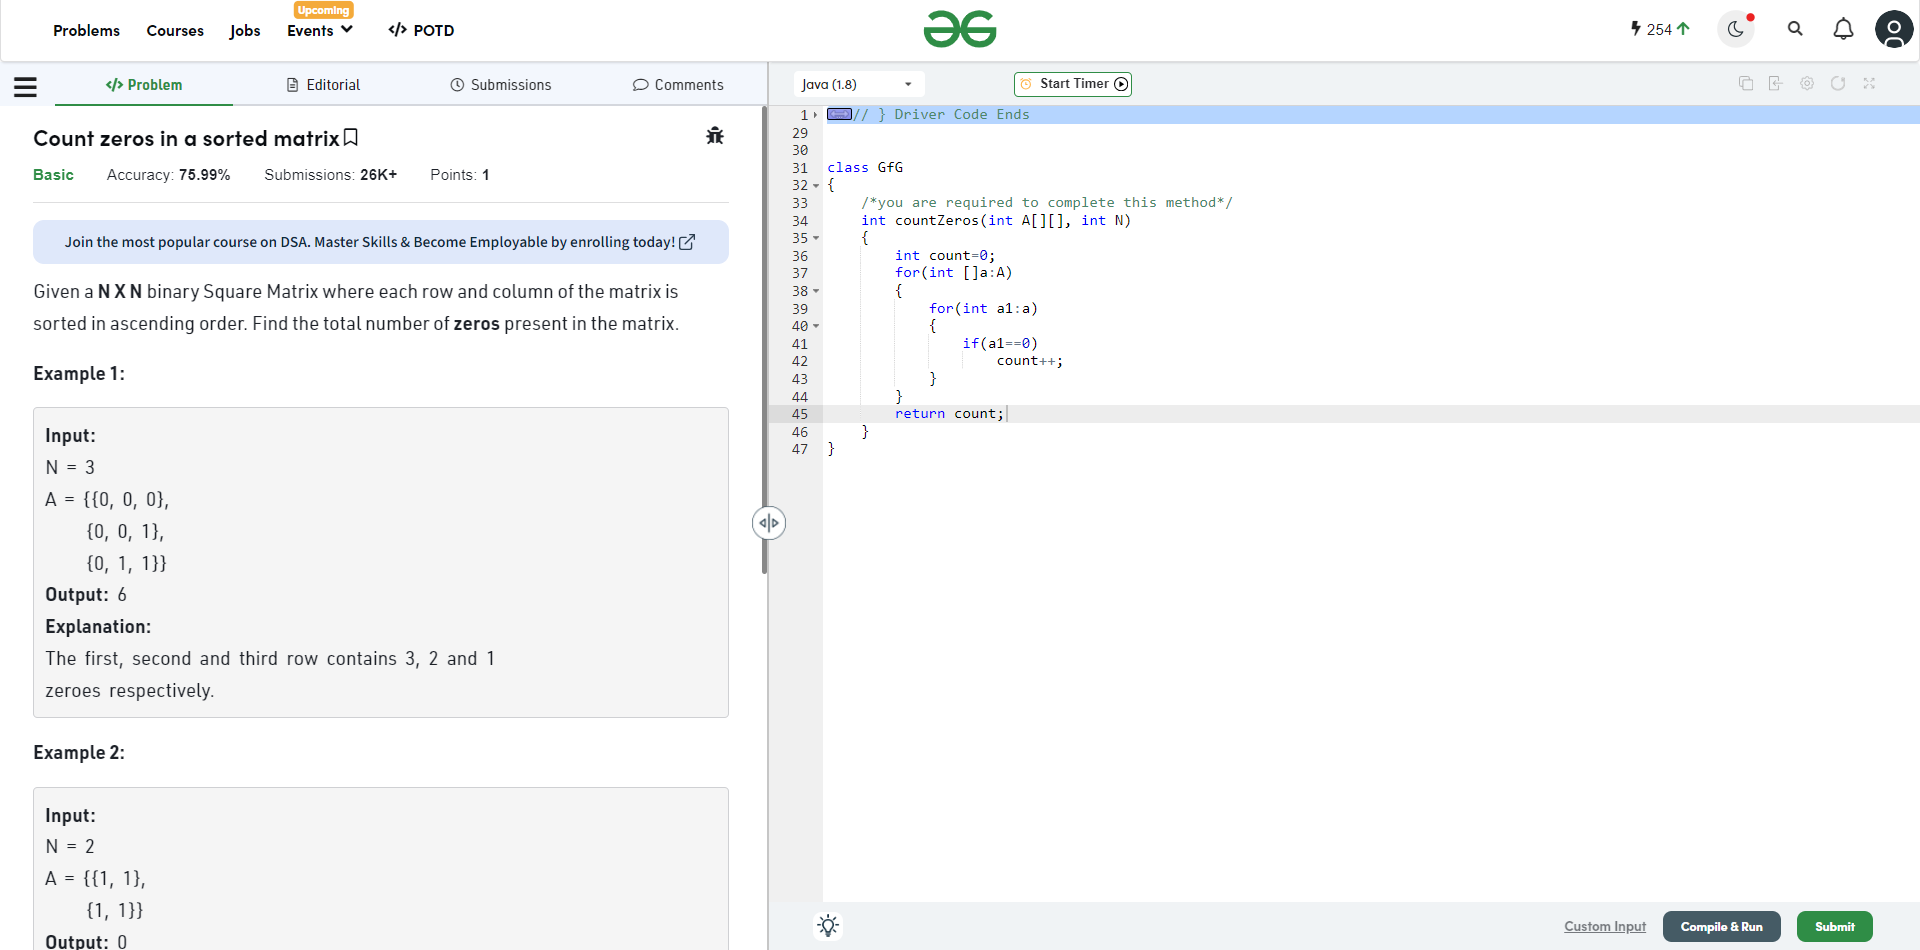 Problems
Courses
Jobs
Upcoming
Events
</> POTD
254
</> Problem
Editorial
Submissions
Comments
Count zeros in a sorted matrix
Basic Accuracy: 75.99% Submissions: 26K+ Points: 1
Join the most popular course on DSA. Master Skills & Become Employable by enrolling today!
Given a N X N binary Square Matrix where each row and column of the matrix is
sorted in ascending order. Find the total number of zeros present in the matrix.
Example 1:
Input:
N = 3
A = {{0, 0, 0},
{0, 0, 1},
{0, 1, 1}}
Output: 6
Explanation:
The first, second and third row contains 3, 2 and 1
zeroes respectively.
Example 2:
Input:
N = 2
A = {{1, 1},
{1, 1}}
Output: 0
Java (1.8)
Start Timer
1 // } Driver Code Ends
29
30
31 class GfG
32 {
33 /*you are required to complete this method*/
34 int countZeros(int A[][], int N)
35 {
36 int count=0;
37 for(int []a:A)
38 {
39 for(int a1:a)
40 {
41 if(a1==0)
42 count++;
43 }
44 }
45 return count;
46 }
47 }
Custom Input
Compile & Run
Submit